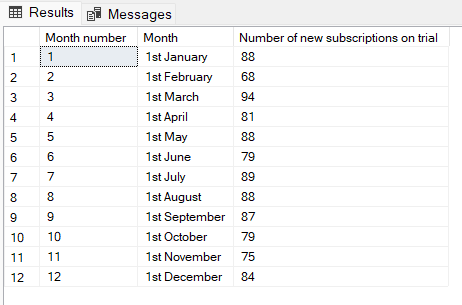 Results Messages
Month number Month Number of new subscriptions on trial
1 1 1st January 88
2 2 1st February 68
3 3 1st March 94
4 4 1st April 81
5 5 1st May 88
6 6 1st June 79
7 7 1st July 89
8 8 1st August 88
9 9 1st September 87
10 10 1st October 79
11 11 1st November 75
12 12 1st December 84